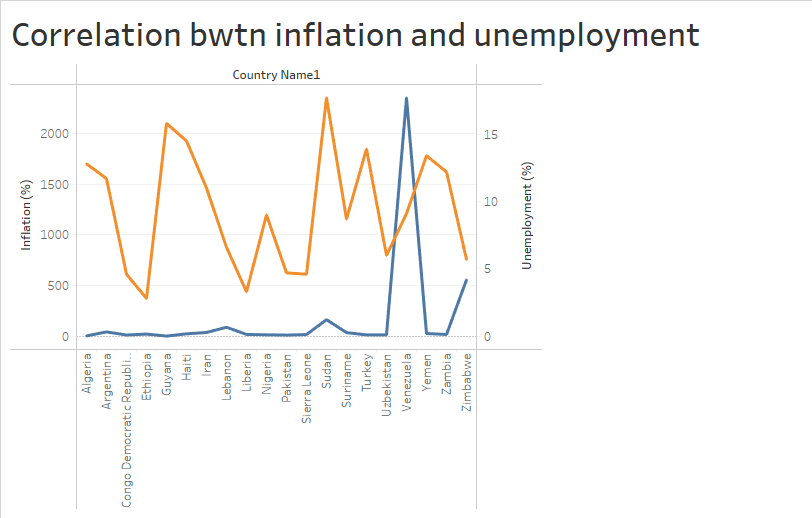 Correlation bwtn inflation and unemployment
Country Name1
2000
1500
1000
500
0
Inflation (%)
15
10
5
0
Unemployment (%)
Algeria
Argentina
Congo Democratic Republi..
Ethiopia
Guyana
Haiti
Iran
Lebanon
Liberia
Nigeria
Pakistan
Sierra Leone
Sudan
Suriname
Turkey
Uzbekistan
Venezuela
Yemen
Zambia
Zimbabwe